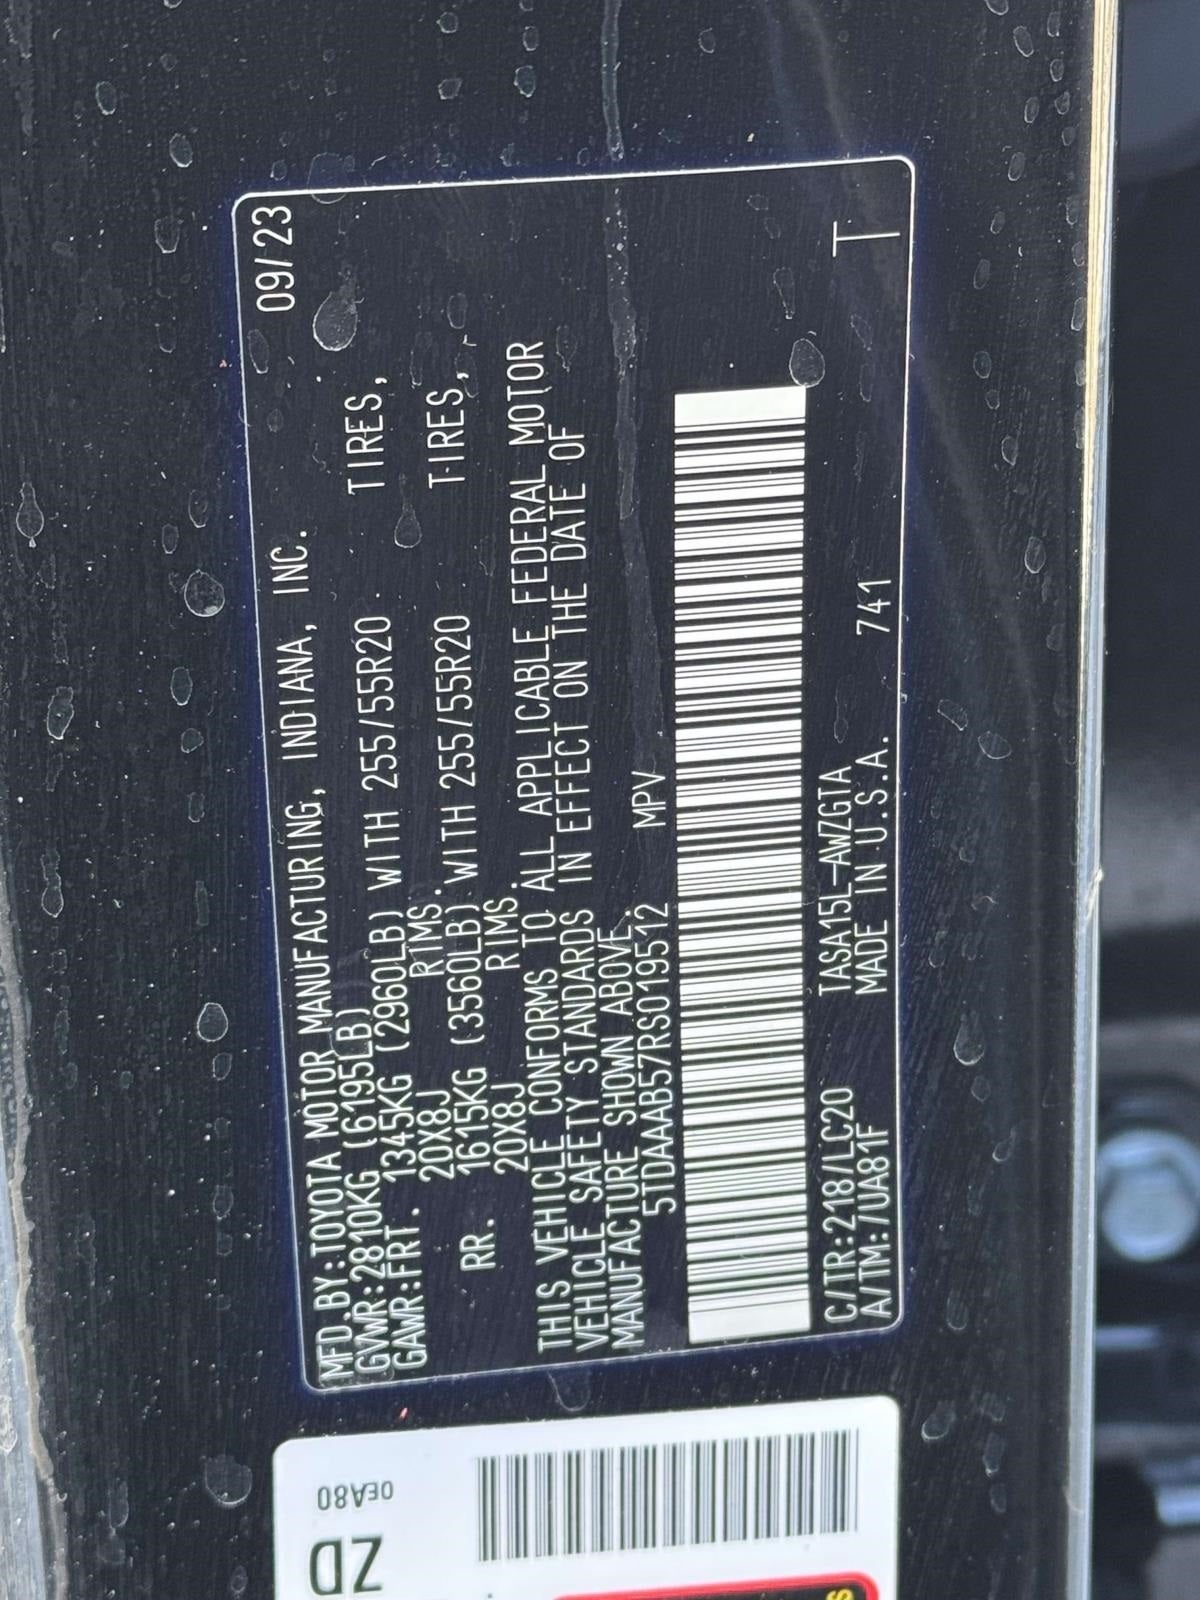 MFD.BY:TOYOTA MOTOR MANUFACTURING, INDIANA, INC. 09/23
GVWR:2810KG (6195LB)
GAWR:FRT. 1345KG (2960LB) WITH 255/55R20 TIRES,
20X8J RIMS.
RR. 1615KG (3560LB) WITH 255/55R20 TIRES,
20X8J RIMS.
THIS VEHICLE CONFORMS TO ALL APPLICABLE FEDERAL MOTOR
VEHICLE SAFETY STANDARDS IN EFFECT ON THE DATE OF
MANUFACTURE SHOWN ABOVE.
5TDAAAB57RS019512 MPV
C/TR:218/LC20 TASA15L-AWZGTA
A/TM:/UA81F MADE IN U.S.A. 741
T
0EA80
ZD